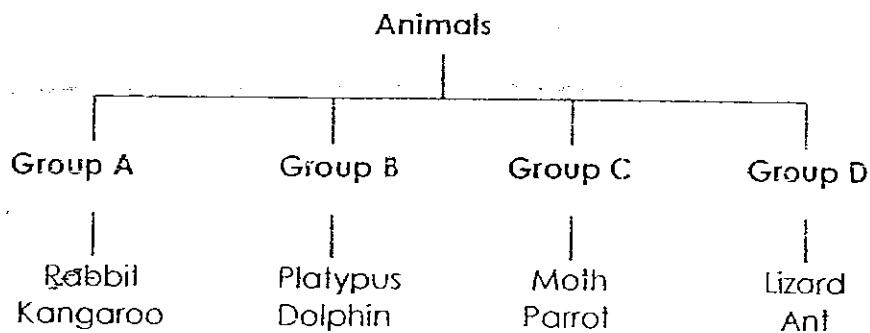 Animals
Group A Group B Group C Group D
Rabbit Platypus Moth Lizard
Kangaroo Dolphin Parrot Ant